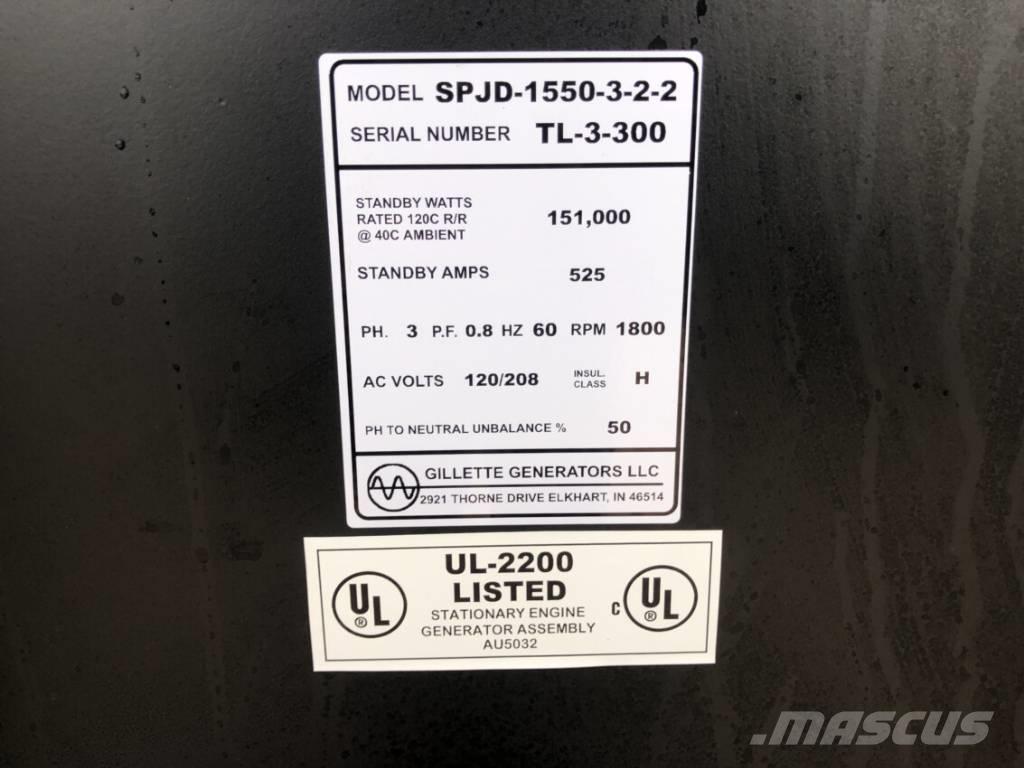 MODEL SPJD-1550-3-2-2
SERIAL NUMBER TL-3-300
STANDBY WATTS
RATED 120C R/R 151,000
@ 40C AMBIENT
STANDBY AMPS 525
PH. 3 P.F. 0.8 HZ 60 RPM 1800
AC VOLTS 120/208 INSUL. CLASS H
PH TO NEUTRAL UNBALANCE % 50
GILLETTE GENERATORS LLC
2921 THORNE DRIVE ELKHART, IN 46514
UL-2200
LISTED
UL ® STATIONARY ENGINE C UL ®
GENERATOR ASSEMBLY
AU5032
MASCUS